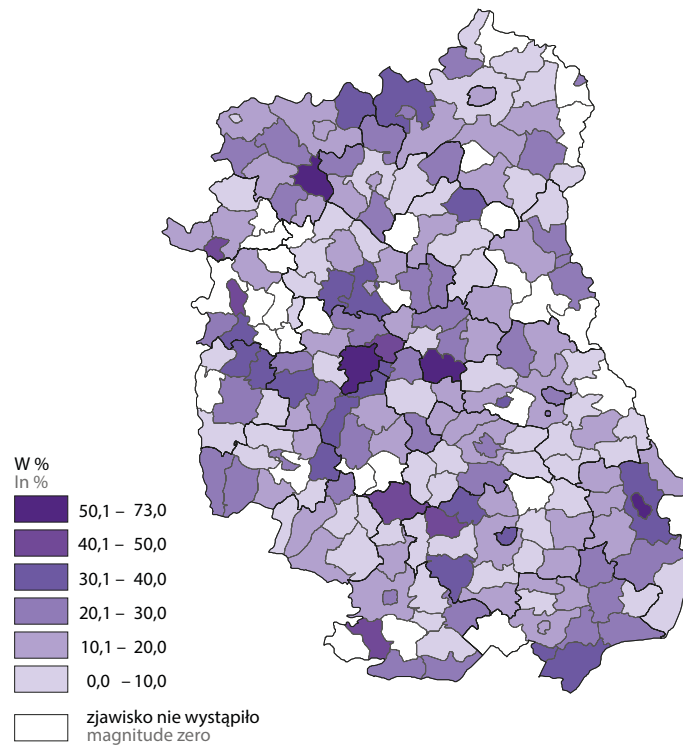 W %
In %
50,1 – 73,0
40,1 – 50,0
30,1 – 40,0
20,1 – 30,0
10,1 – 20,0
0,0 – 10,0
zjawisko nie wystąpiło
magnitude zero